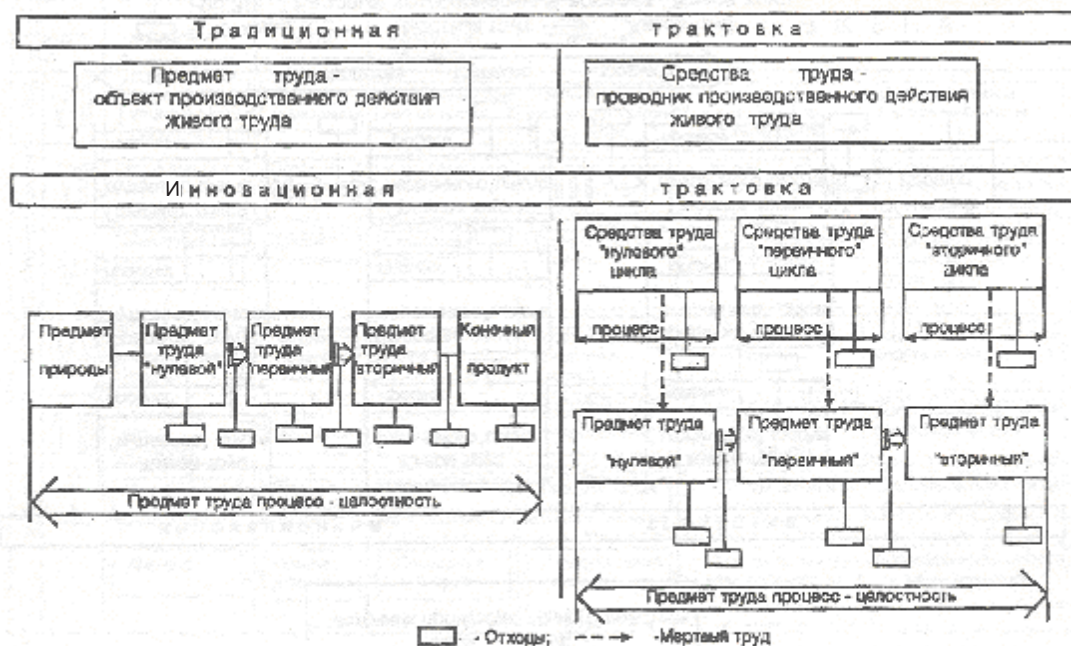 Традиционная трактовка
Предмет труда -
объект производственного действия
живого труда
Средства труда -
проводник производственного действия
живого труда
Инновационная трактовка
Предмет
природы
Предмет
труда
"нулевой"
Предмет
труда
"первичный"
Предмет
труда
"вторичный"
Конечный
продукт
Предмет труда процесс - целостность
Средства труда
"нулевого"
цикла
Средства труда
"первичного"
цикла
Средства труда
"вторичного"
цикла
процесс
процесс
процесс
Предмет труда
"нулевой"
Предмет труда
"первичный"
Предмет труда
"вторичный"
Предмет труда процесс - целостность
- Отходы; -Мертвый труд